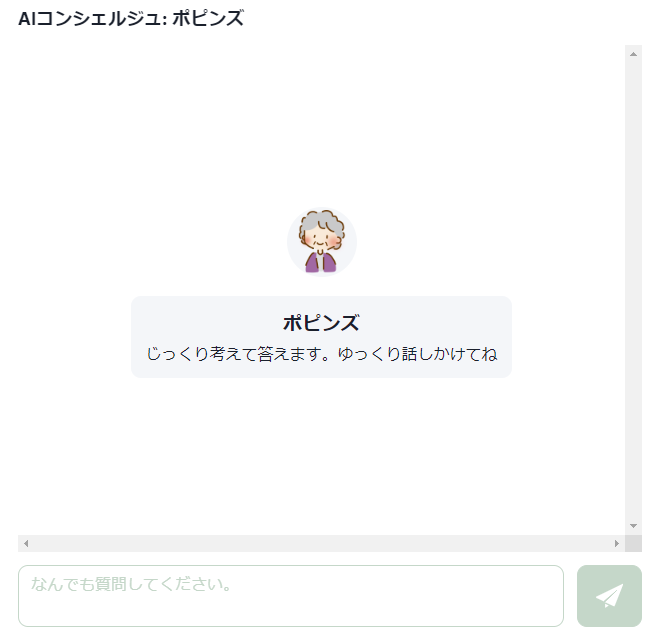 AIコンシェルジュ: ポピンズ
ポピンズ
じっくり考えて答えます。ゆっくり話しかけてね
なんでも質問してください。